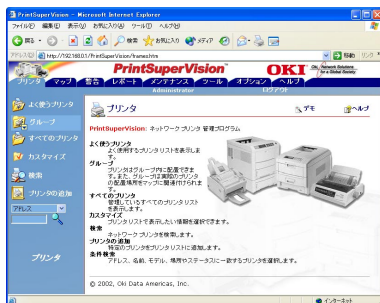 PrintSuperVision - Microsoft Internet Explorer
ファイル(F) 編集(E) 表示(V) お気に入り(A) ツール(T) ヘルプ(H)
戻る 検索 お気に入り メディア
アドレス(D) http://192.168.0.1/PrintSuperVision/frames.htm 移動 リンク
PrintSuperVision OKI Network Solutions for a Global Society
プリンタ マップ 警告 レポート メンテナンス ツール オプション ヘルプ
Administrator ログアウト
よく使うプリンタ
グループ
すべてのプリンタ
カスタマイズ
検索
プリンタの追加
アドレス
プリンタ
プリンタ デモ ヘルプ
PrintSuperVision: ネットワーク プリンタ 管理プログラム
よく使うプリンタ
よく使用するプリンタリストを表示します。
グループ
プリンタはグループ内に配置できます。また、グループは実際のプリンタの配置場所をマップに関連付けられます。
すべてのプリンタ
管理しているすべてのプリンタリストを表示します。
カスタマイズ
プリンタリストで表示したい情報を選択できます。
検索
ネットワーク プリンタを検索します。
プリンタの追加
特定のプリンタをプリンタリストに追加します。
条件検索
アドレス、名前、モデル、場所やステータスに一致するプリンタを選択します。
© 2002, Oki Data Americas, Inc.
インターネット